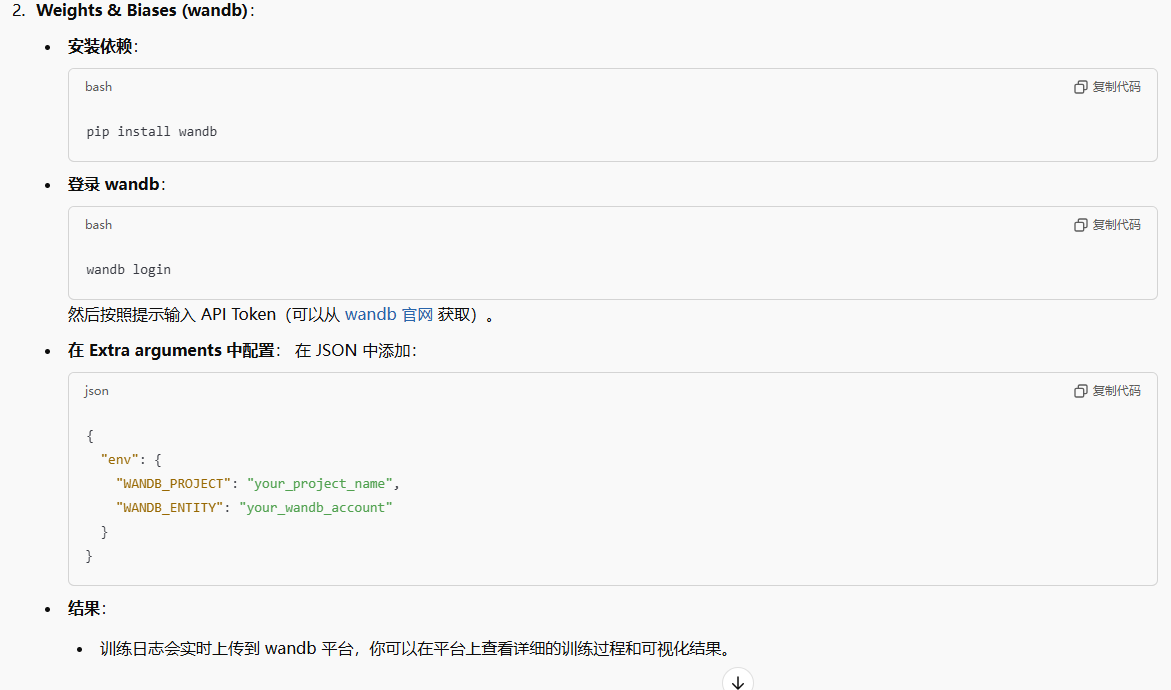 2. Weights & Biases (wandb)：
• 安装依赖：
bash
复制代码
pip install wandb
• 登录 wandb：
bash
复制代码
wandb login
然后按照提示输入 API Token（可以从 wandb 官网 获取）。
• 在 Extra arguments 中配置： 在 JSON 中添加：
json
复制代码
{
  "env": {
    "WANDB_PROJECT": "your_project_name",
    "WANDB_ENTITY": "your_wandb_account"
  }
}
• 结果：
• 训练日志会实时上传到 wandb 平台，你可以在平台上查看详细的训练过程和可视化结果。